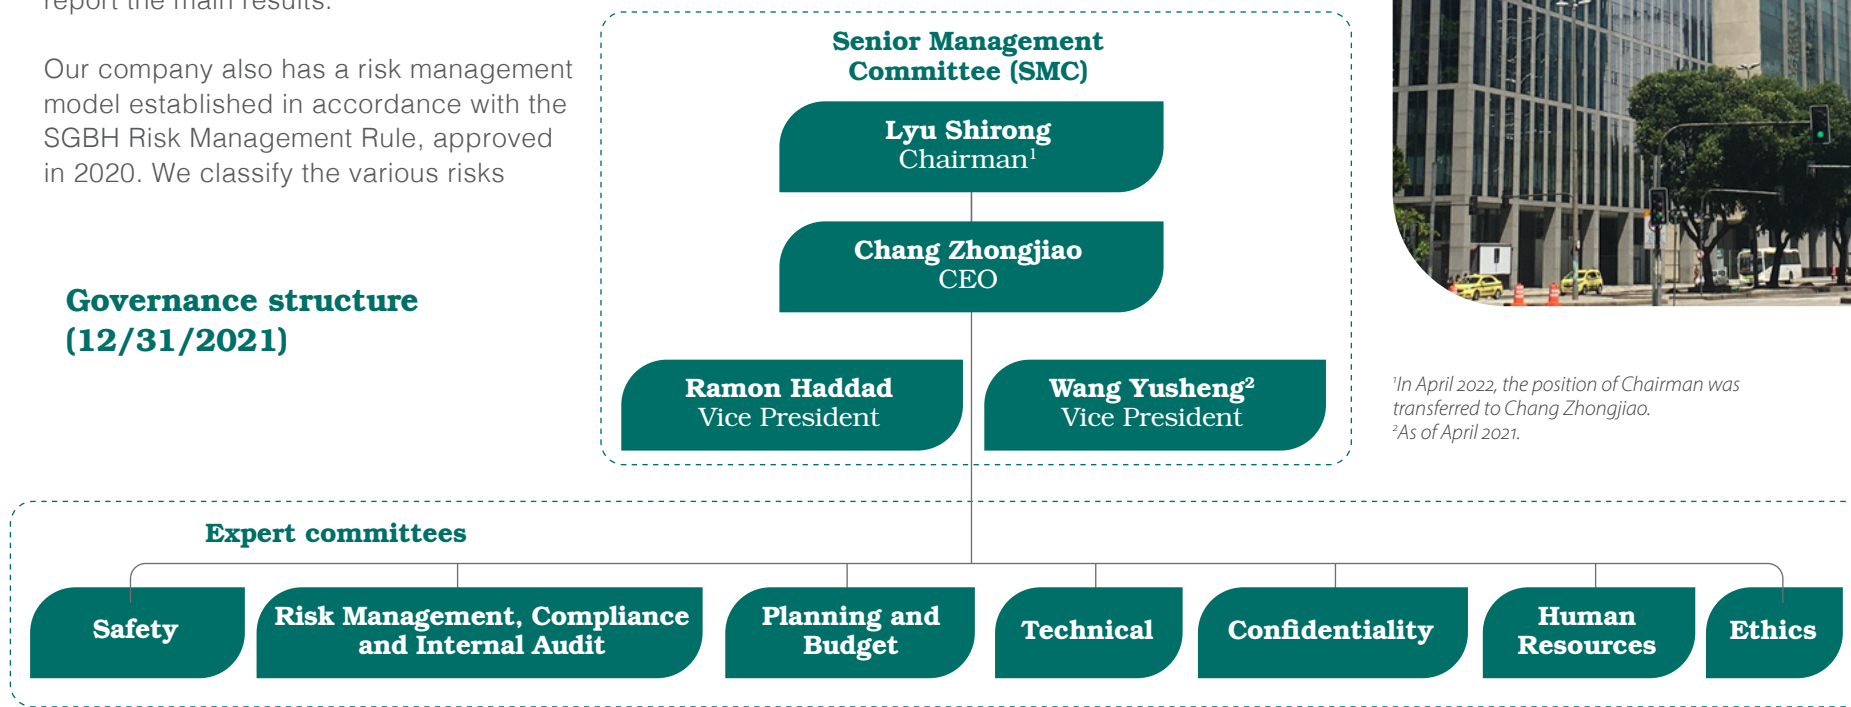 report the main results.
Our company also has a risk management
model established in accordance with the
SGBH Risk Management Rule, approved
in 2020. We classify the various risks
Governance structure
(12/31/2021)
Senior Management
Committee (SMC)
Lyu Shirong
Chairman¹
Chang Zhongjiao
CEO
Ramon Haddad
Vice President
Wang Yusheng²
Vice President
¹In April 2022, the position of Chairman was
transferred to Chang Zhongjiao.
²As of April 2021.
Expert committees
Safety
Risk Management, Compliance
and Internal Audit
Planning and
Budget
Technical
Confidentiality
Human
Resources
Ethics